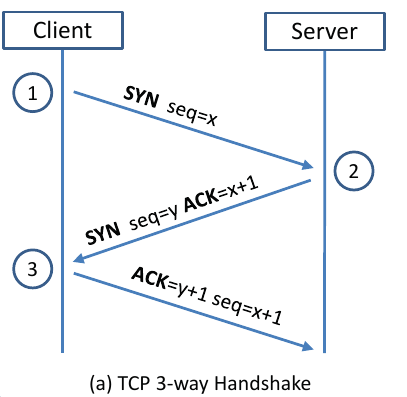 Client
Server
1
SYN seq=x
2
SYN seq=y ACK=x+1
3
ACK=y+1 seq=x+1
(a) TCP 3-way Handshake